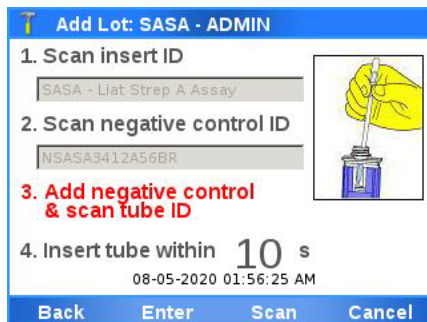 Add Lot: SASA - ADMIN
1. Scan insert ID
SASA - Liat Strep A Assay
2. Scan negative control ID
NSASA3412A56BR
3. Add negative control
& scan tube ID
4. Insert tube within 10 s
08-05-2020 01:56:25 AM
Back Enter Scan Cancel